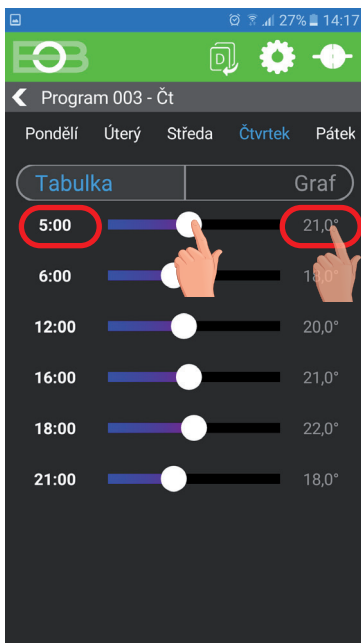 27% 14:17
EOB
D
Program 003 - Čt
Pondělí Úterý Středa Čtvrtek Pátek
Tabulka Graf
5:00 21,0°
6:00 18,0°
12:00 20,0°
16:00 21,0°
18:00 22,0°
21:00 18,0°